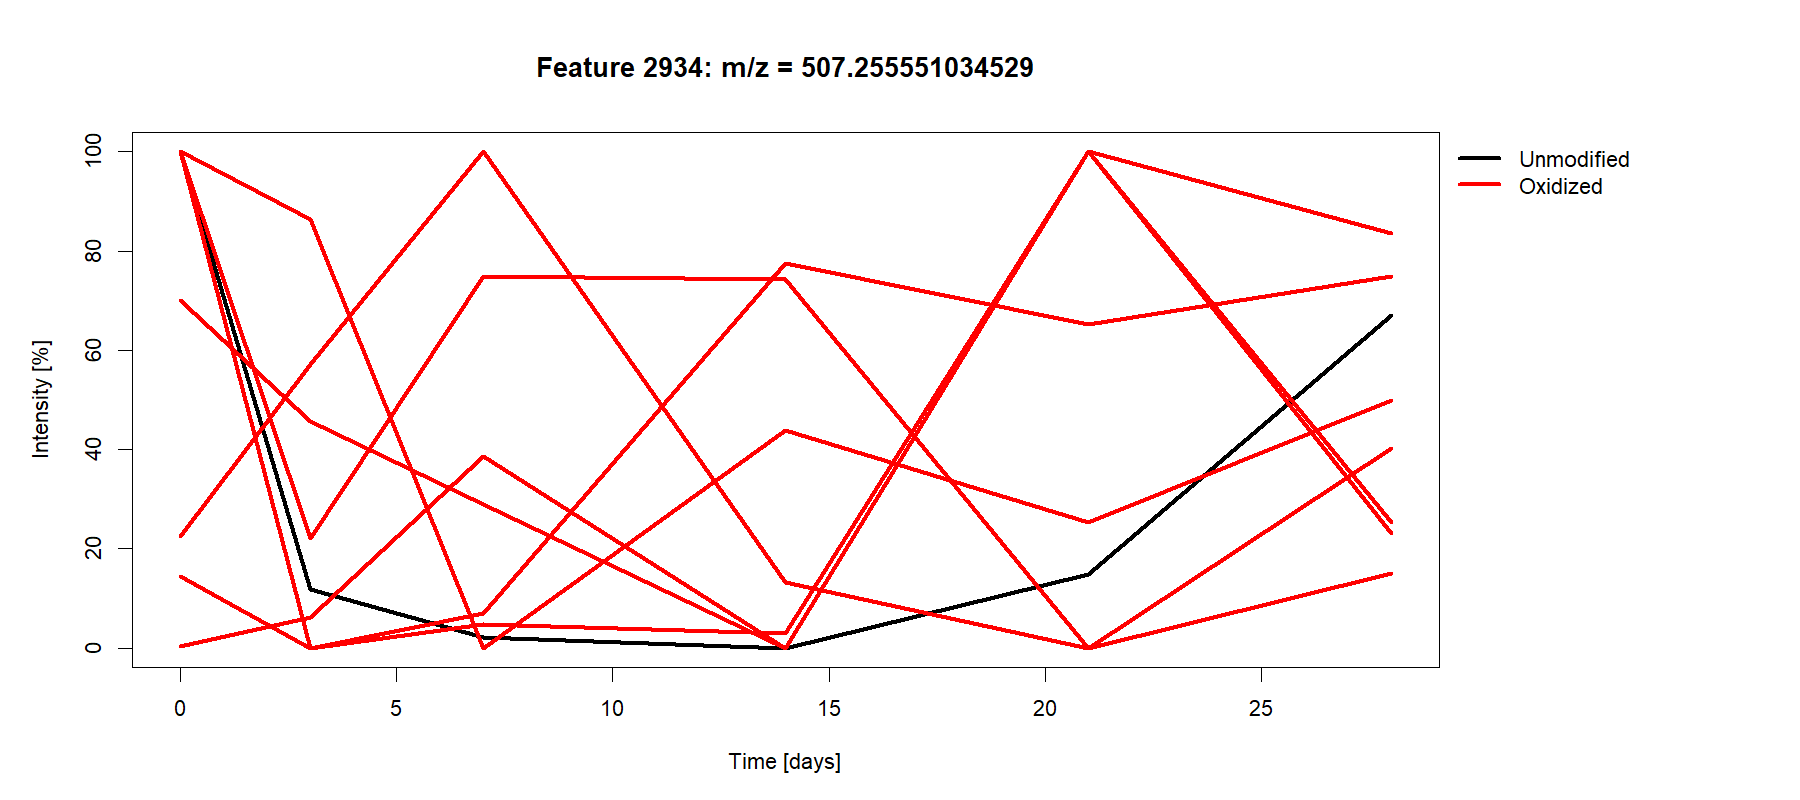 Feature 2934: m/z = 507.255551034529
Unmodified
Oxidized
Intensity [%]
100
80
60
40
20
0
0 5 10 15 20 25
Time [days]